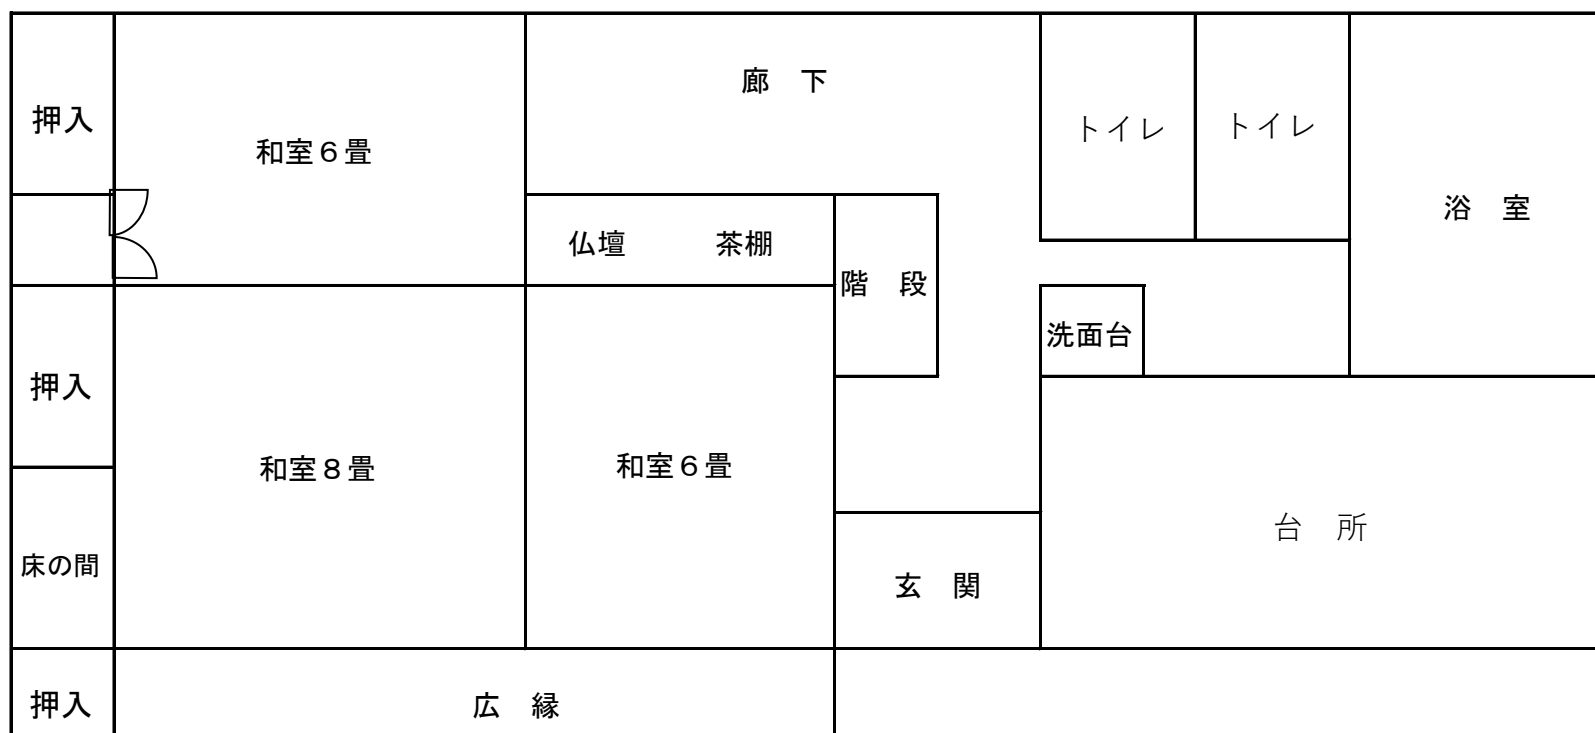 廊　下
押入
トイレ
トイレ
和室６畳
浴　室
仏壇
茶棚
階　段
洗面台
押入
和室８畳
和室６畳
台　所
床の間
玄　関
押入
広　縁